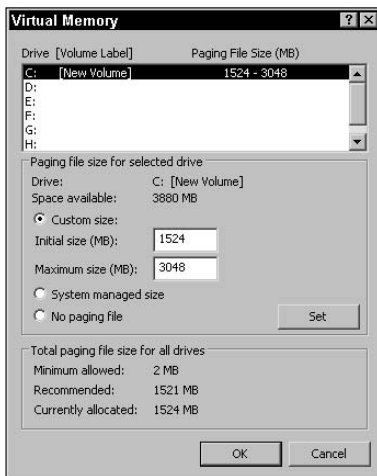 Virtual Memory
Drive [Volume Label] Paging File Size (MB)
C: [New Volume] 1524 - 3048
D:
E:
F:
G:
H:
Paging file size for selected drive
Drive: C: [New Volume]
Space available: 3880 MB
Custom size:
Initial size (MB): 1524
Maximum size (MB): 3048
System managed size
No paging file Set
Total paging file size for all drives
Minimum allowed: 2 MB
Recommended: 1521 MB
Currently allocated: 1524 MB
OK Cancel